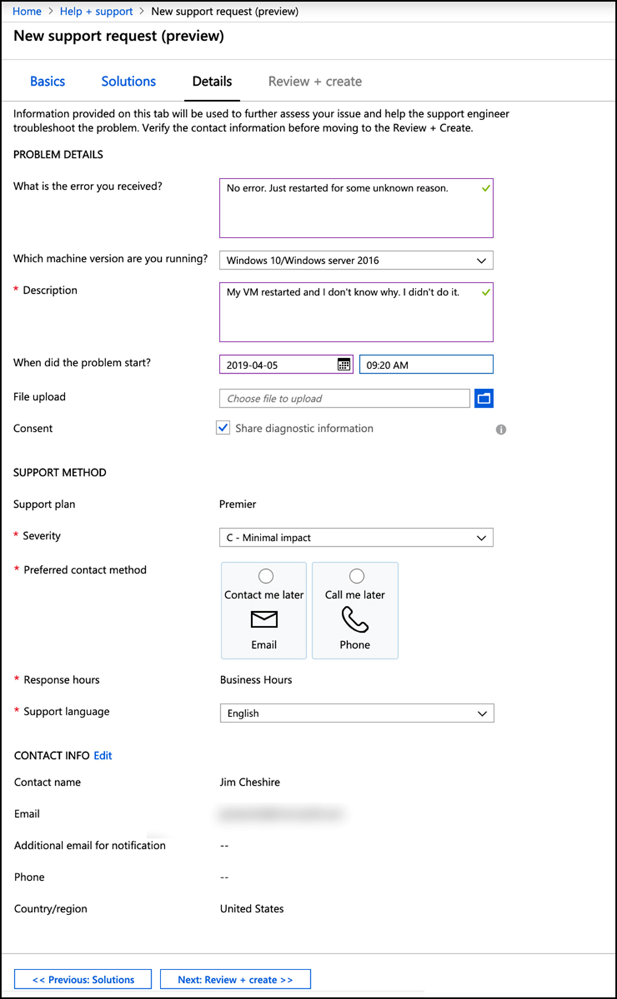 Home > Help + support > New support request (preview)
New support request (preview)
Basics Solutions Details Review + create
Information provided on this tab will be used to further assess your issue and help the support engineer
troubleshoot the problem. Verify the contact information before moving to the Review + Create.
PROBLEM DETAILS
What is the error you received? No error. Just restarted for some unknown reason.
Which machine version are you running? Windows 10/Windows server 2016
* Description My VM restarted and I don't know why. I didn't do it.
When did the problem start? 2019-04-05 09:20 AM
File upload Choose file to upload
Consent Share diagnostic information
SUPPORT METHOD
Support plan Premier
* Severity C - Minimal impact
* Preferred contact method
Contact me later Call me later
Email Phone
* Response hours Business Hours
* Support language English
CONTACT INFO Edit
Contact name Jim Cheshire
Email
Additional email for notification --
Phone --
Country/region United States
<< Previous: Solutions Next: Review + create >>